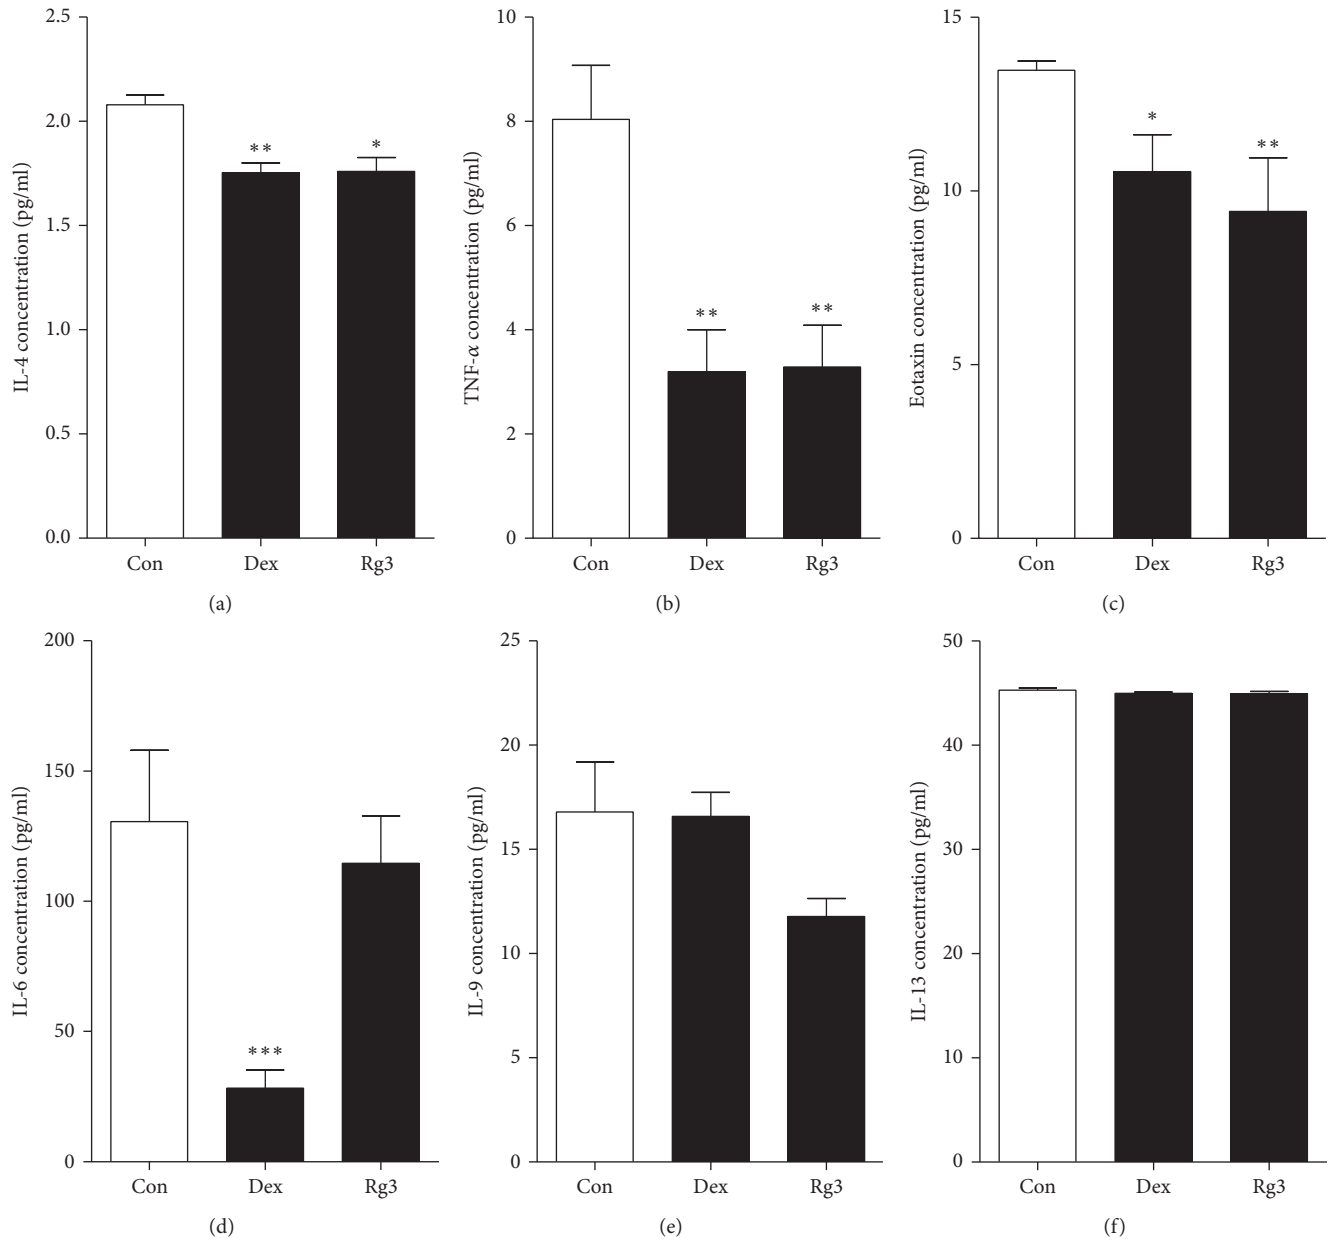 IL-4 concentration (pg/ml)
2.5
2.0
1.5
1.0
0.5
0.0
**
*
Con Dex Rg3
(a)
TNF-α concentration (pg/ml)
10
8
6
4
2
0
**
**
Con Dex Rg3
(b)
Eotaxin concentration (pg/ml)
15
10
5
0
*
**
Con Dex Rg3
(c)
IL-6 concentration (pg/ml)
200
150
100
50
0
***
Con Dex Rg3
(d)
IL-9 concentration (pg/ml)
25
20
15
10
5
0
Con Dex Rg3
(e)
IL-13 concentration (pg/ml)
50
40
30
20
10
0
Con Dex Rg3
(f)